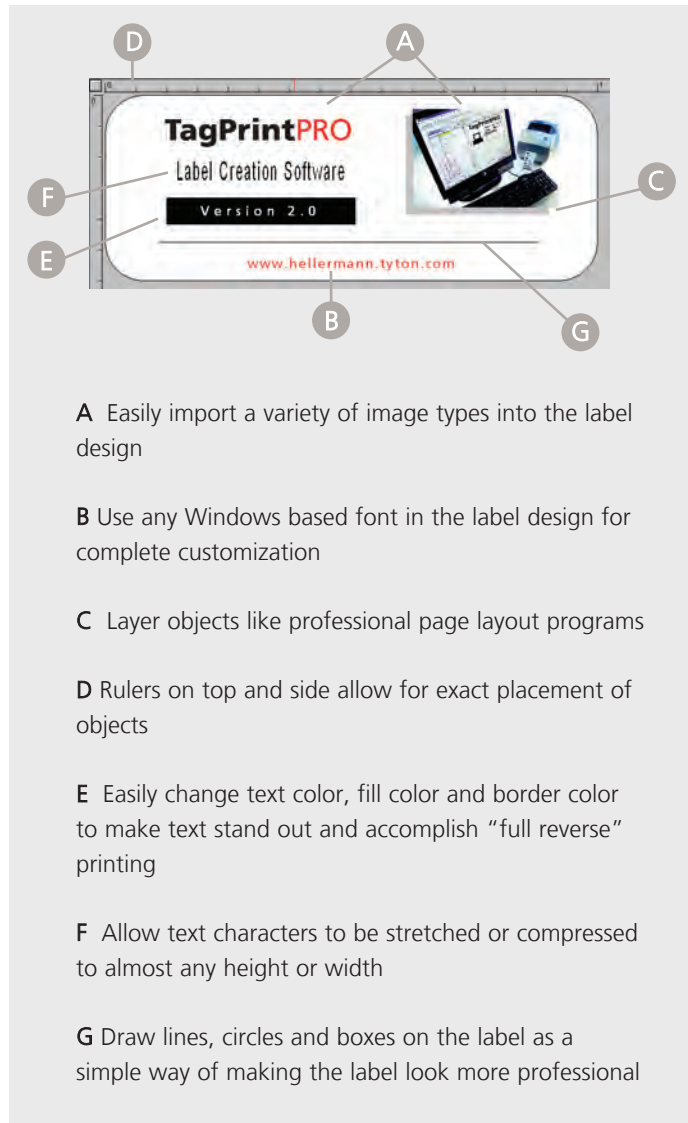 D
A
TagPrintPRO
Label Creation Software
F
C
Version 2.0
E
www.hellermann.tyton.com
B
G
A Easily import a variety of image types into the label
design
B Use any Windows based font in the label design for
complete customization
C Layer objects like professional page layout programs
D Rulers on top and side allow for exact placement of
objects
E Easily change text color, fill color and border color
to make text stand out and accomplish “full reverse”
printing
F Allow text characters to be stretched or compressed
to almost any height or width
G Draw lines, circles and boxes on the label as a
simple way of making the label look more professional